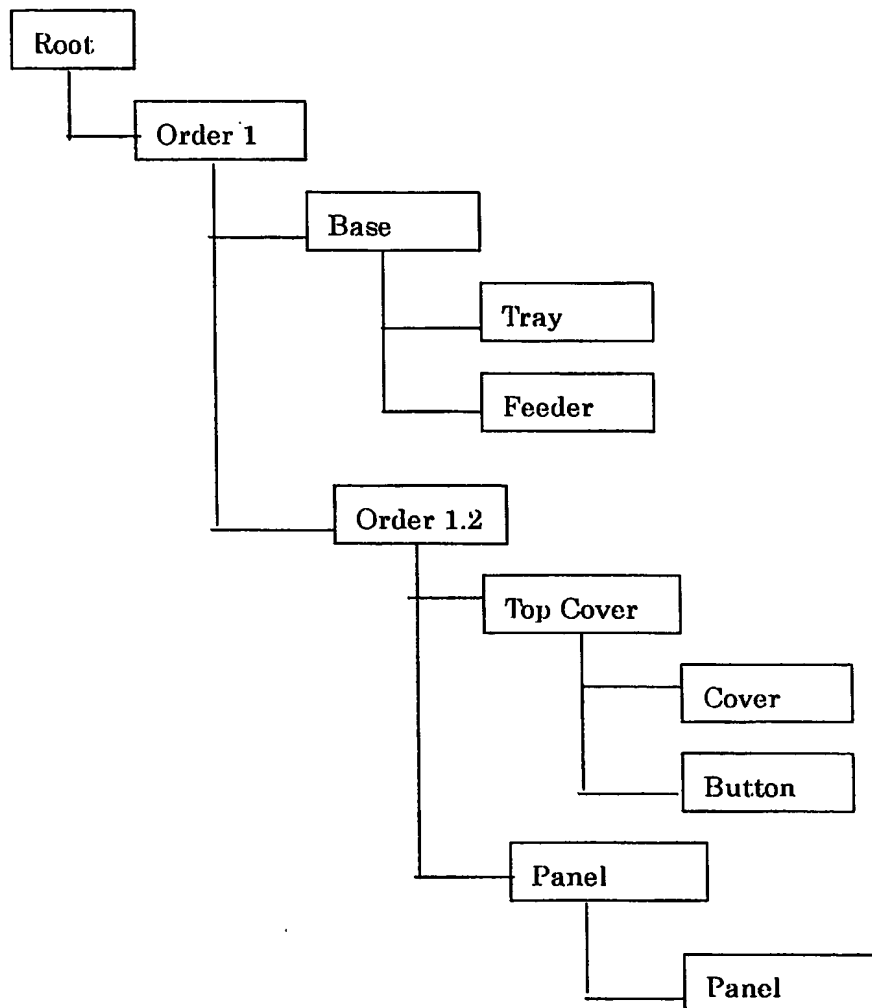 Root
Order 1
Base
Tray
Feeder
Order 1.2
Top Cover
Cover
Button
Panel
Panel